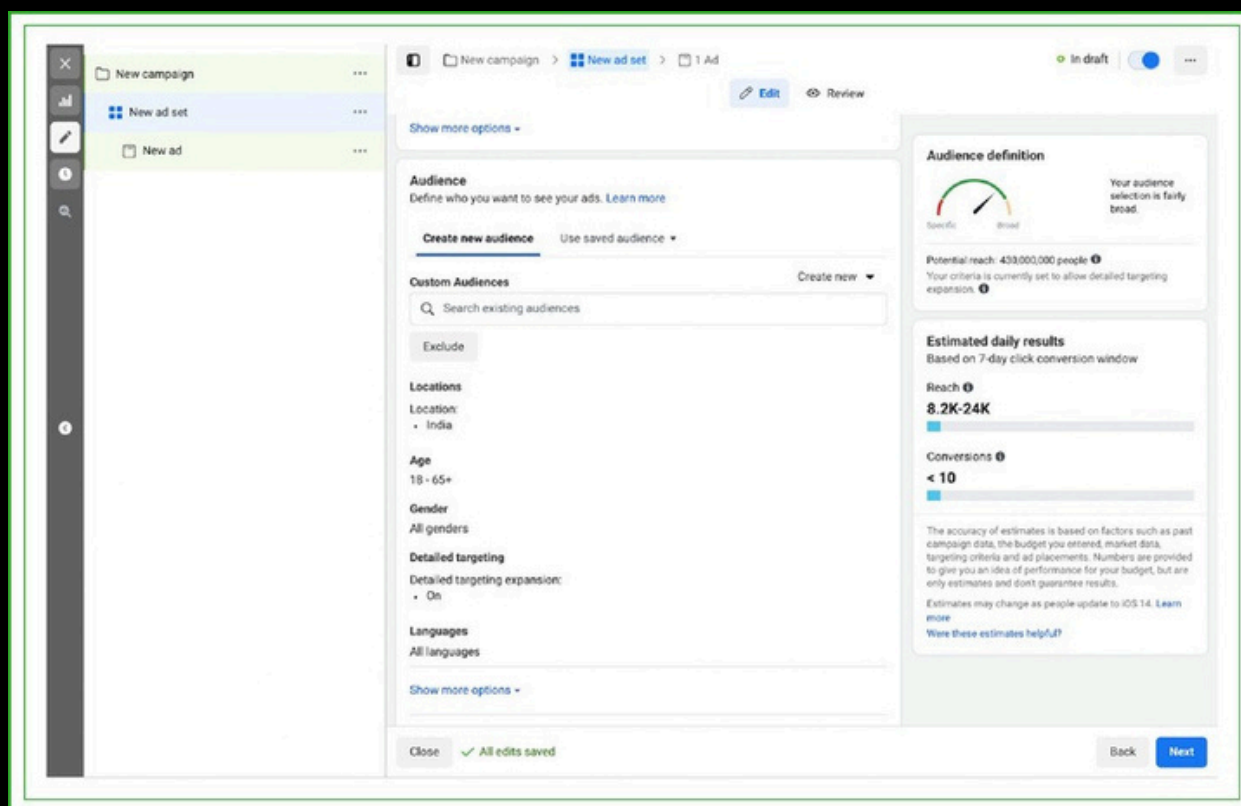 New campaign
New ad set
New ad
New campaign > New ad set > 1 Ad
In draft
Edit
Review
Show more options
Audience
Define who you want to see your ads. Learn more
Create new audience
Use saved audience
Custom Audiences
Create new
Search existing audiences
Exclude
Locations
Location:
• India
Age
18 - 65+
Gender
All genders
Detailed targeting
Detailed targeting expansion:
• On
Languages
All languages
Show more options
Close
All edits saved
Back
Next
Audience definition
Specific
Broad
Your audience
selection is fairly
broad.
Potential reach: 430,000,000 people
Your criteria is currently set to allow detailed targeting
expansion.
Estimated daily results
Based on 7-day click conversion window
Reach
8.2K-24K
Conversions
< 10
The accuracy of estimates is based on factors such as past
campaign data, the budget you entered, market data,
targeting criteria and ad placements. Numbers are provided
to give you an idea of performance for your budget, but are
only estimates and don't guarantee results.
Estimates may change as people update to iOS 14. Learn
more
Were these estimates helpful?